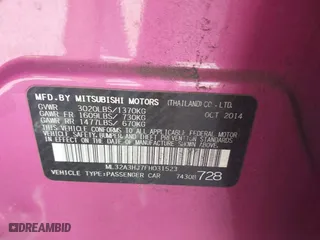 MFD.BY MITSUBISHI MOTORS (THAILAND) CO.,LTD.
GVWR 3020LBS/1370KG OCT 2014
GAWR FR 1609LBS/ 730KG
GAWR RR 1477LBS/ 670KG
THIS VEHICLE CONFORMS TO ALL APPLICABLE
FEDERAL MOTOR VEHICLE SAFETY, BUMPER, AND
THEFT PREVENTION STANDARDS IN EFFECT ON
THE DATE OF MANUFACTURE SHOWN ABOVE.
ML32A3HJ7FH031523
VEHICLE TYPE:PASSENGER CAR 7430B728